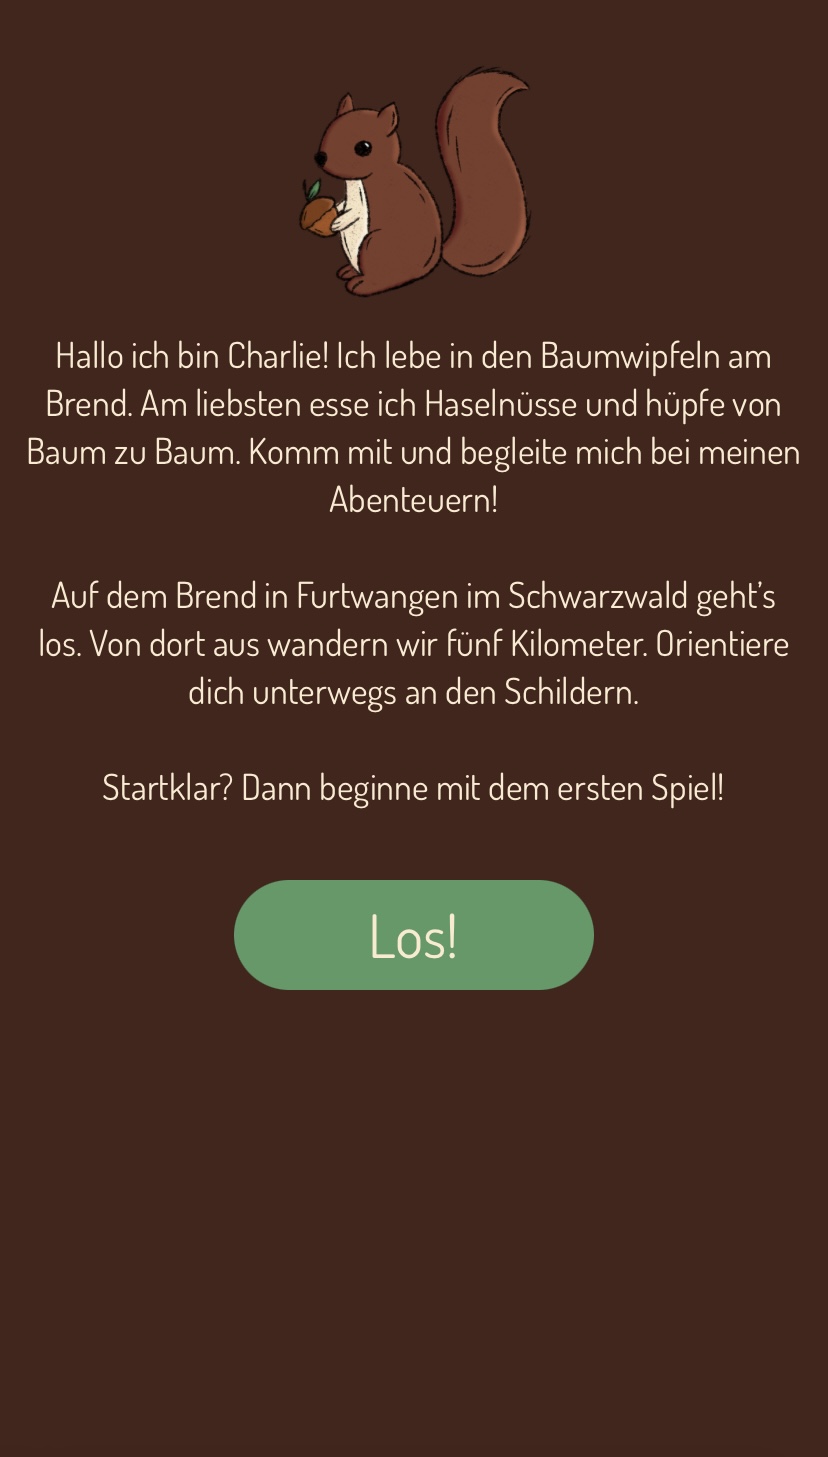 Hallo ich bin Charlie! Ich lebe in den Baumwipfeln am
Brend. Am liebsten esse ich Haselnüsse und hüpfe von
Baum zu Baum. Komm mit und begleite mich bei meinen
Abenteuern!
Auf dem Brend in Furtwangen im Schwarzwald geht’s
los. Von dort aus wandern wir fünf Kilometer. Orientiere
dich unterwegs an den Schildern.
Startklar? Dann beginne mit dem ersten Spiel!
Los!